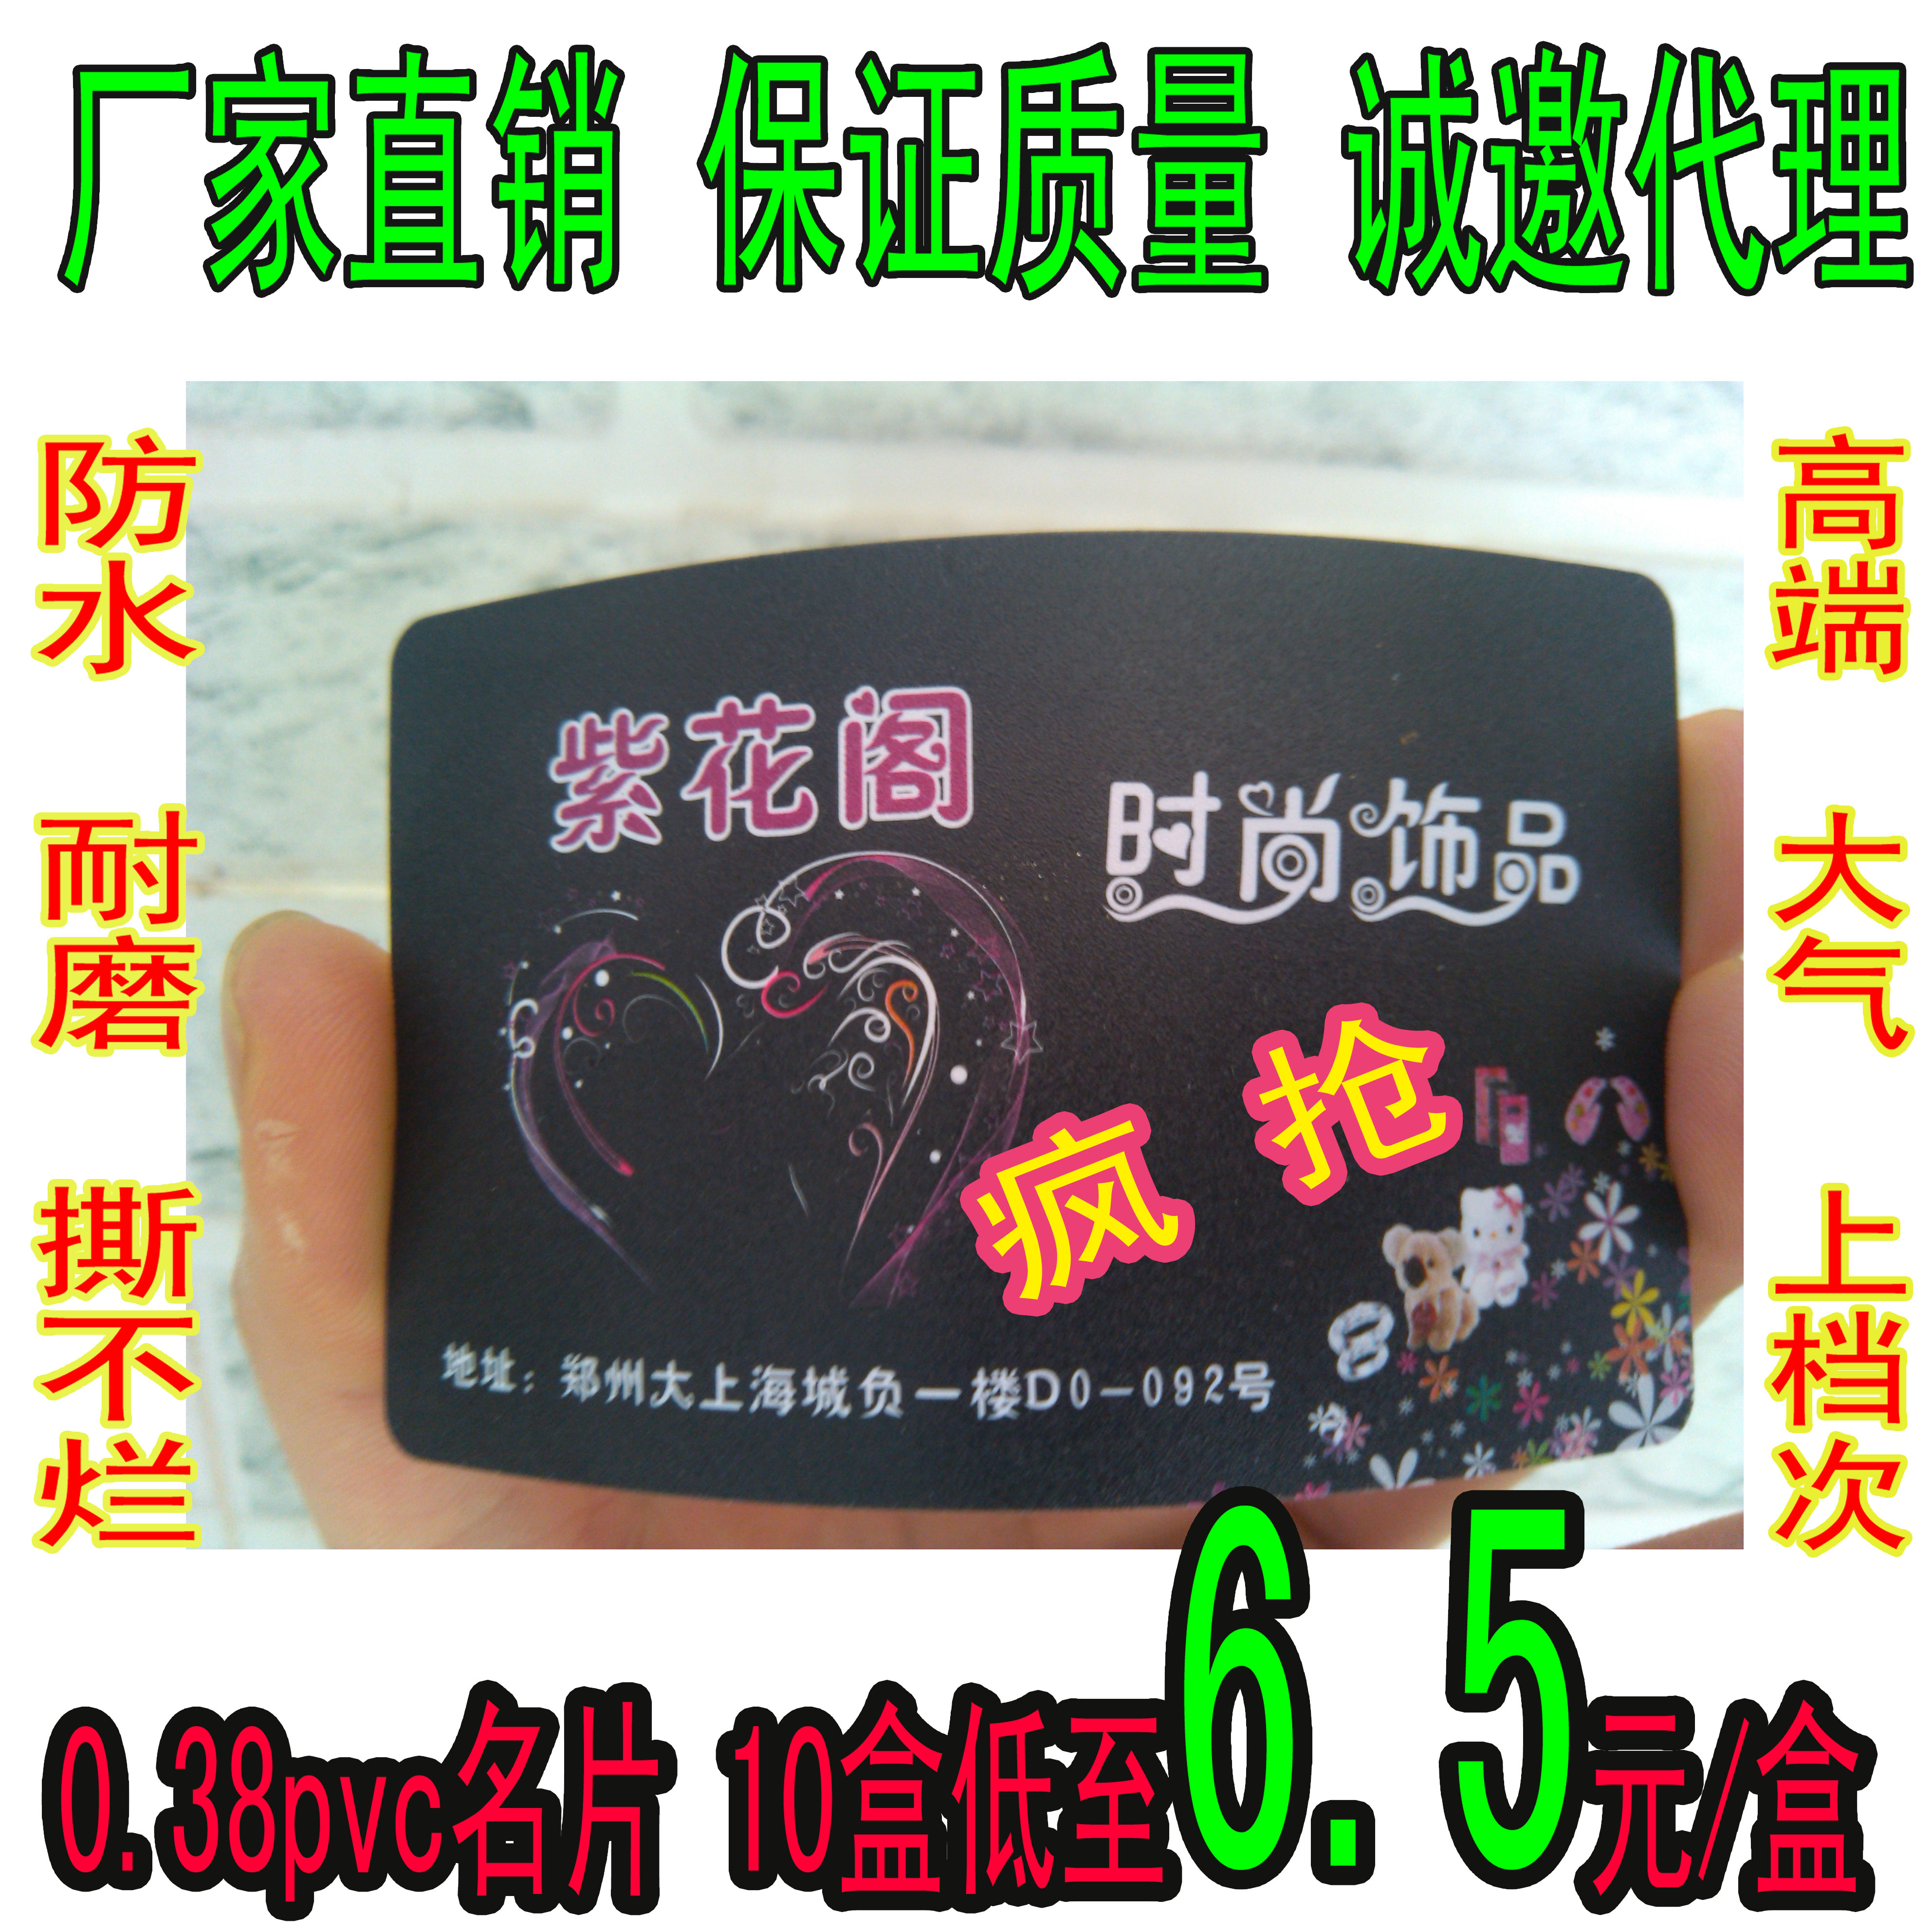 厂家直销 保证质量 诚邀代理
防水 耐磨 撕不烂
高端 大气 上档次
紫花阁
时尚饰品
疯抢
地址：郑州大上海城负一楼D0-092号
0.38pvc名片 10盒低至6.5元/盒